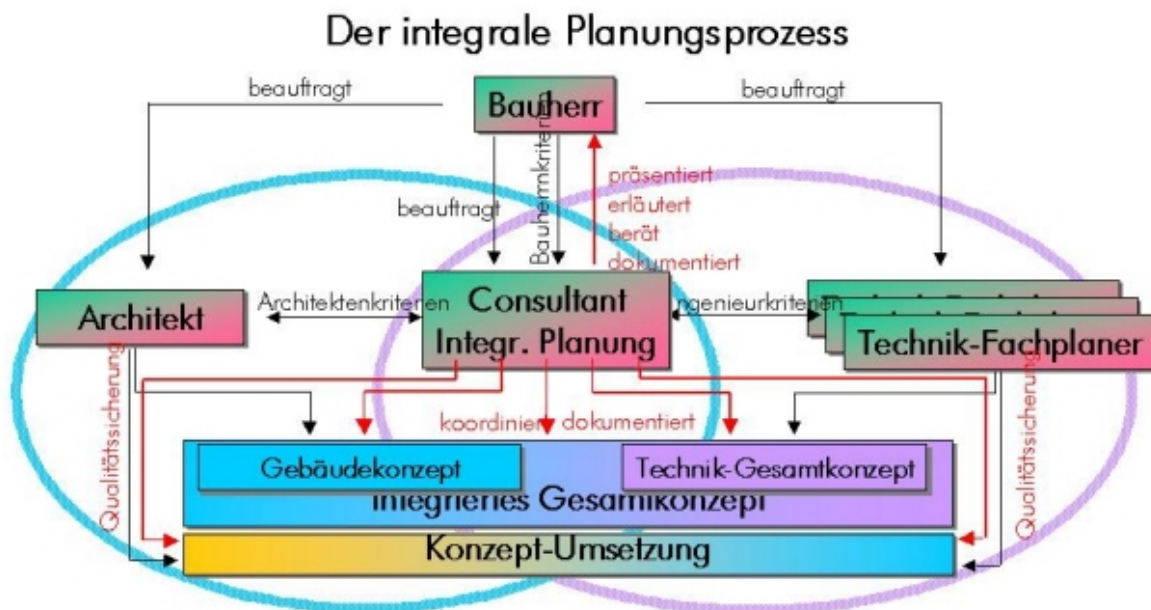 Der integrale Planungsprozess
beauftragt
Bauherr
beauftragt
beauftragt
Bauherrnkriterien
präsentiert
erläutert
berät
dokumentiert
Architekt
Architektenkriterien
Consultant
Integr. Planung
ngenieurkriterien
Technik-Fachplaner
Qualitätssicherung
koordiniert
dokumentiert
Qualitätssicherung
Gebäudekonzept
Technik-Gesamtkonzept
Integriertes Gesamtkonzept
Konzept-Umsetzung